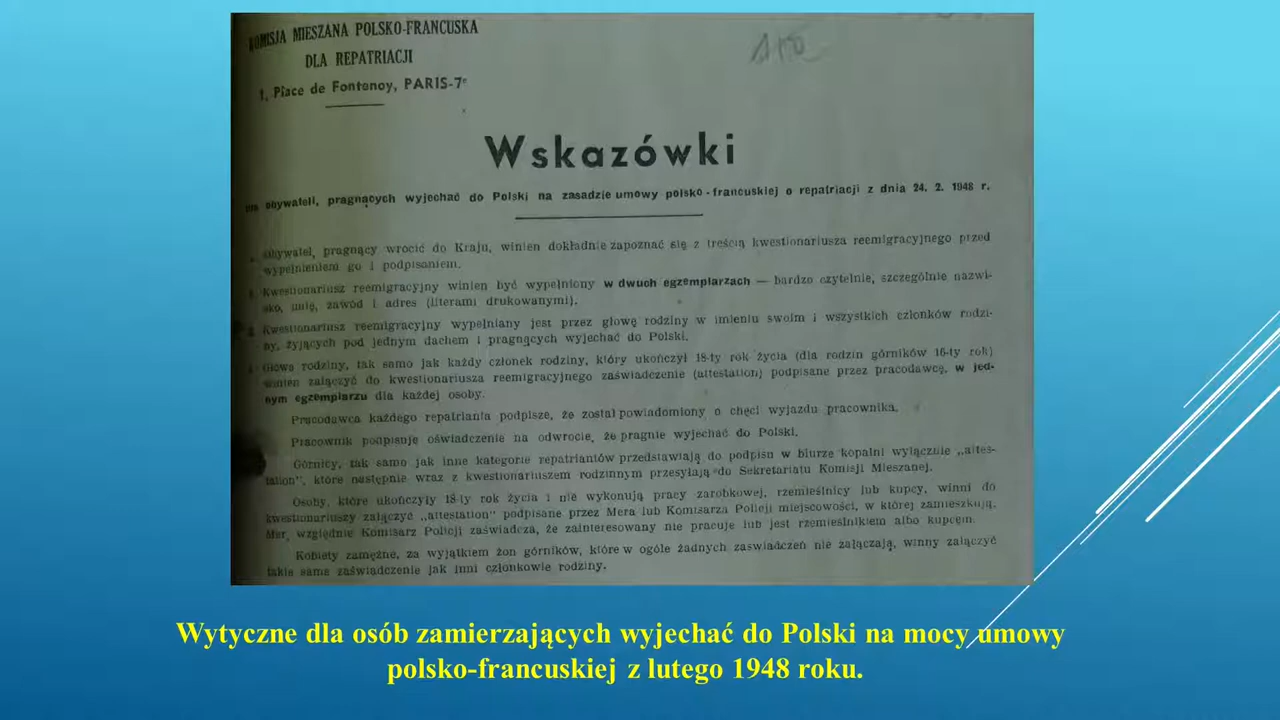 KOMISJA MIESZANA POLSKO-FRANCUSKA
DLA REPATRIACJI
1, Place de Fontenoy, PARIS-7e
Wskazówki
obywateli, pragnących wyjechać do Polski na zasadzie umowy polsko-francuskiej o repatriacji z dnia 24. 2. 1948 r.
Obywatel, pragnący wrócić do Kraju, winien dokładnie zapoznać się z treścią kwestionariusza reemigracyjnego przed
wypełnieniem go i podpisaniem.
Kwestionariusz reemigracyjny winien być wypełniony w dwuch egzemplarzach — bardzo czytelnie, szczególnie nazwi-
sko, imię, zawód i adres (literami drukowanymi).
Kwestionariusz reemigracyjny wypełniany jest przez głowę rodziny w imieniu swoim i wszystkich członków rodzi-
ny, żyjących pod jednym dachem i pragnących wyjechać do Polski.
Głowa rodziny, tak samo jak każdy członek rodziny, który ukończył 18-ty rok życia (dla rodzin górników 16-ty rok)
winien załączyć do kwestionariusza reemigracyjnego zaświadczenie (attestation) podpisane przez pracodawcę, w jed-
nym egzemplarzu dla każdej osoby.
Pracodawca każdego repatrianta podpisze, że został powiadomiony o chęci wyjazdu pracownika.
Pracownik podpisuje oświadczenie na odwrocie, że pragnie wyjechać do Polski.
Górnicy, tak samo jak inne kategorie repatriantów przedstawiają do podpisu w biurze kopalni wyłącznie „attes-
tation", które następnie wraz z kwestionariuszem rodzinnym przesyłają do Sekretariatu Komisji Mieszanej.
Osoby, które ukończyły 18-ty rok życia i nie wykonują pracy zarobkowej, rzemieślnicy lub kupcy, winni do
kwestionariuszy załączyć „attestation" podpisane przez Mera lub Komisarza Policji miejscowości, w której zamieszkują.
Mer, względnie Komisarz Policji zaświadcza, że zainteresowany nie pracuje lub jest rzemieślnikiem albo kupcem.
Kobiety zamężne, za wyjątkiem żon górników, które w ogóle żadnych zaswiadczeń nie załączają, winny załączyć
takie same zaświadczenie jak inni członkowie rodziny.
Wytyczne dla osób zamierzających wyjechać do Polski na mocy umowy
polsko-francuskiej z lutego 1948 roku.